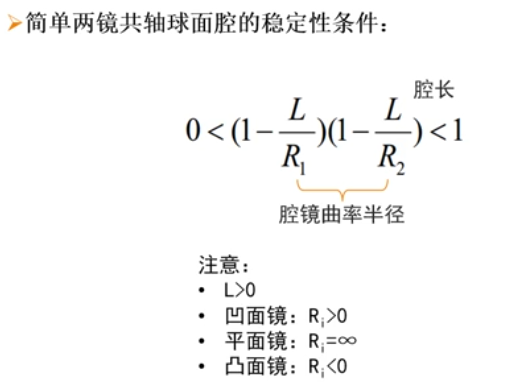 ➢简单两镜共轴球面腔的稳定性条件：
腔长
0<(1-\frac{L}{R_1})(1-\frac{L}{R_2})<1
腔镜曲率半径
注意：
• L>0
• 凹面镜：R_i>0
• 平面镜：R_i=∞
• 凸面镜：R_i<0